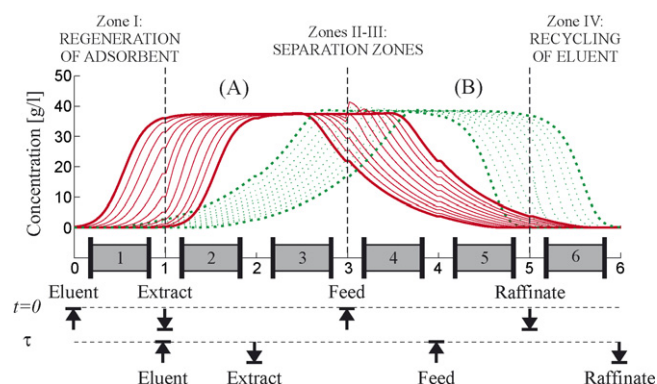 Zone I:
REGENERATION
OF ADSORBENT
Zones II-III:
SEPARATION ZONES
Zone IV:
RECYCLING
OF ELUENT
(A)
(B)
Concentration [g/l]
50
40
30
20
10
0
1 2 3 4 5 6
0 1 2 3 4 5 6
Eluent Extract Feed Raffinate
t=0
τ
Eluent Extract Feed Raffinate